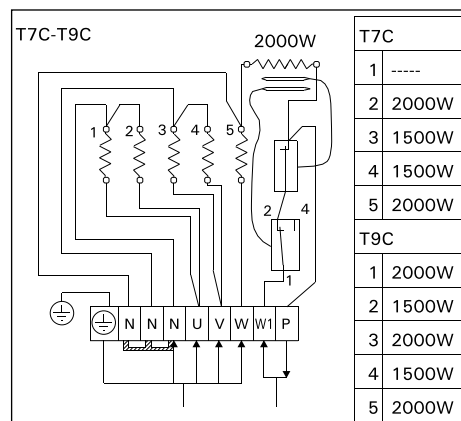 T7C-T9C
2000W
1 2 3 4 5
2 4
1
N N N U V W W1 P
T7C
1 -----
2 2000W
3 1500W
4 1500W
5 2000W
T9C
1 2000W
2 1500W
3 2000W
4 1500W
5 2000W